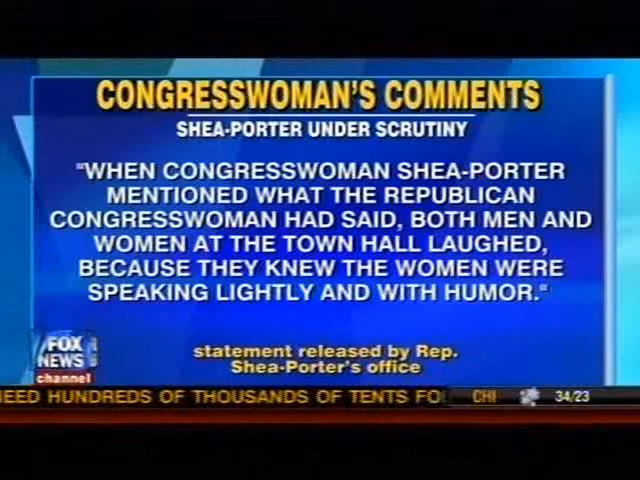 CONGRESSWOMAN'S COMMENTS
SHEA-PORTER UNDER SCRUTINY
"WHEN CONGRESSWOMAN SHEA-PORTER
MENTIONED WHAT THE REPUBLICAN
CONGRESSWOMAN HAD SAID, BOTH MEN AND
WOMEN AT THE TOWN HALL LAUGHED,
BECAUSE THEY KNEW THE WOMEN WERE
SPEAKING LIGHTLY AND WITH HUMOR."
statement released by Rep.
Shea-Porter's office
FOX
NEWS
channel
EED HUNDREDS OF THOUSANDS OF TENTS FO
CHI 34/23